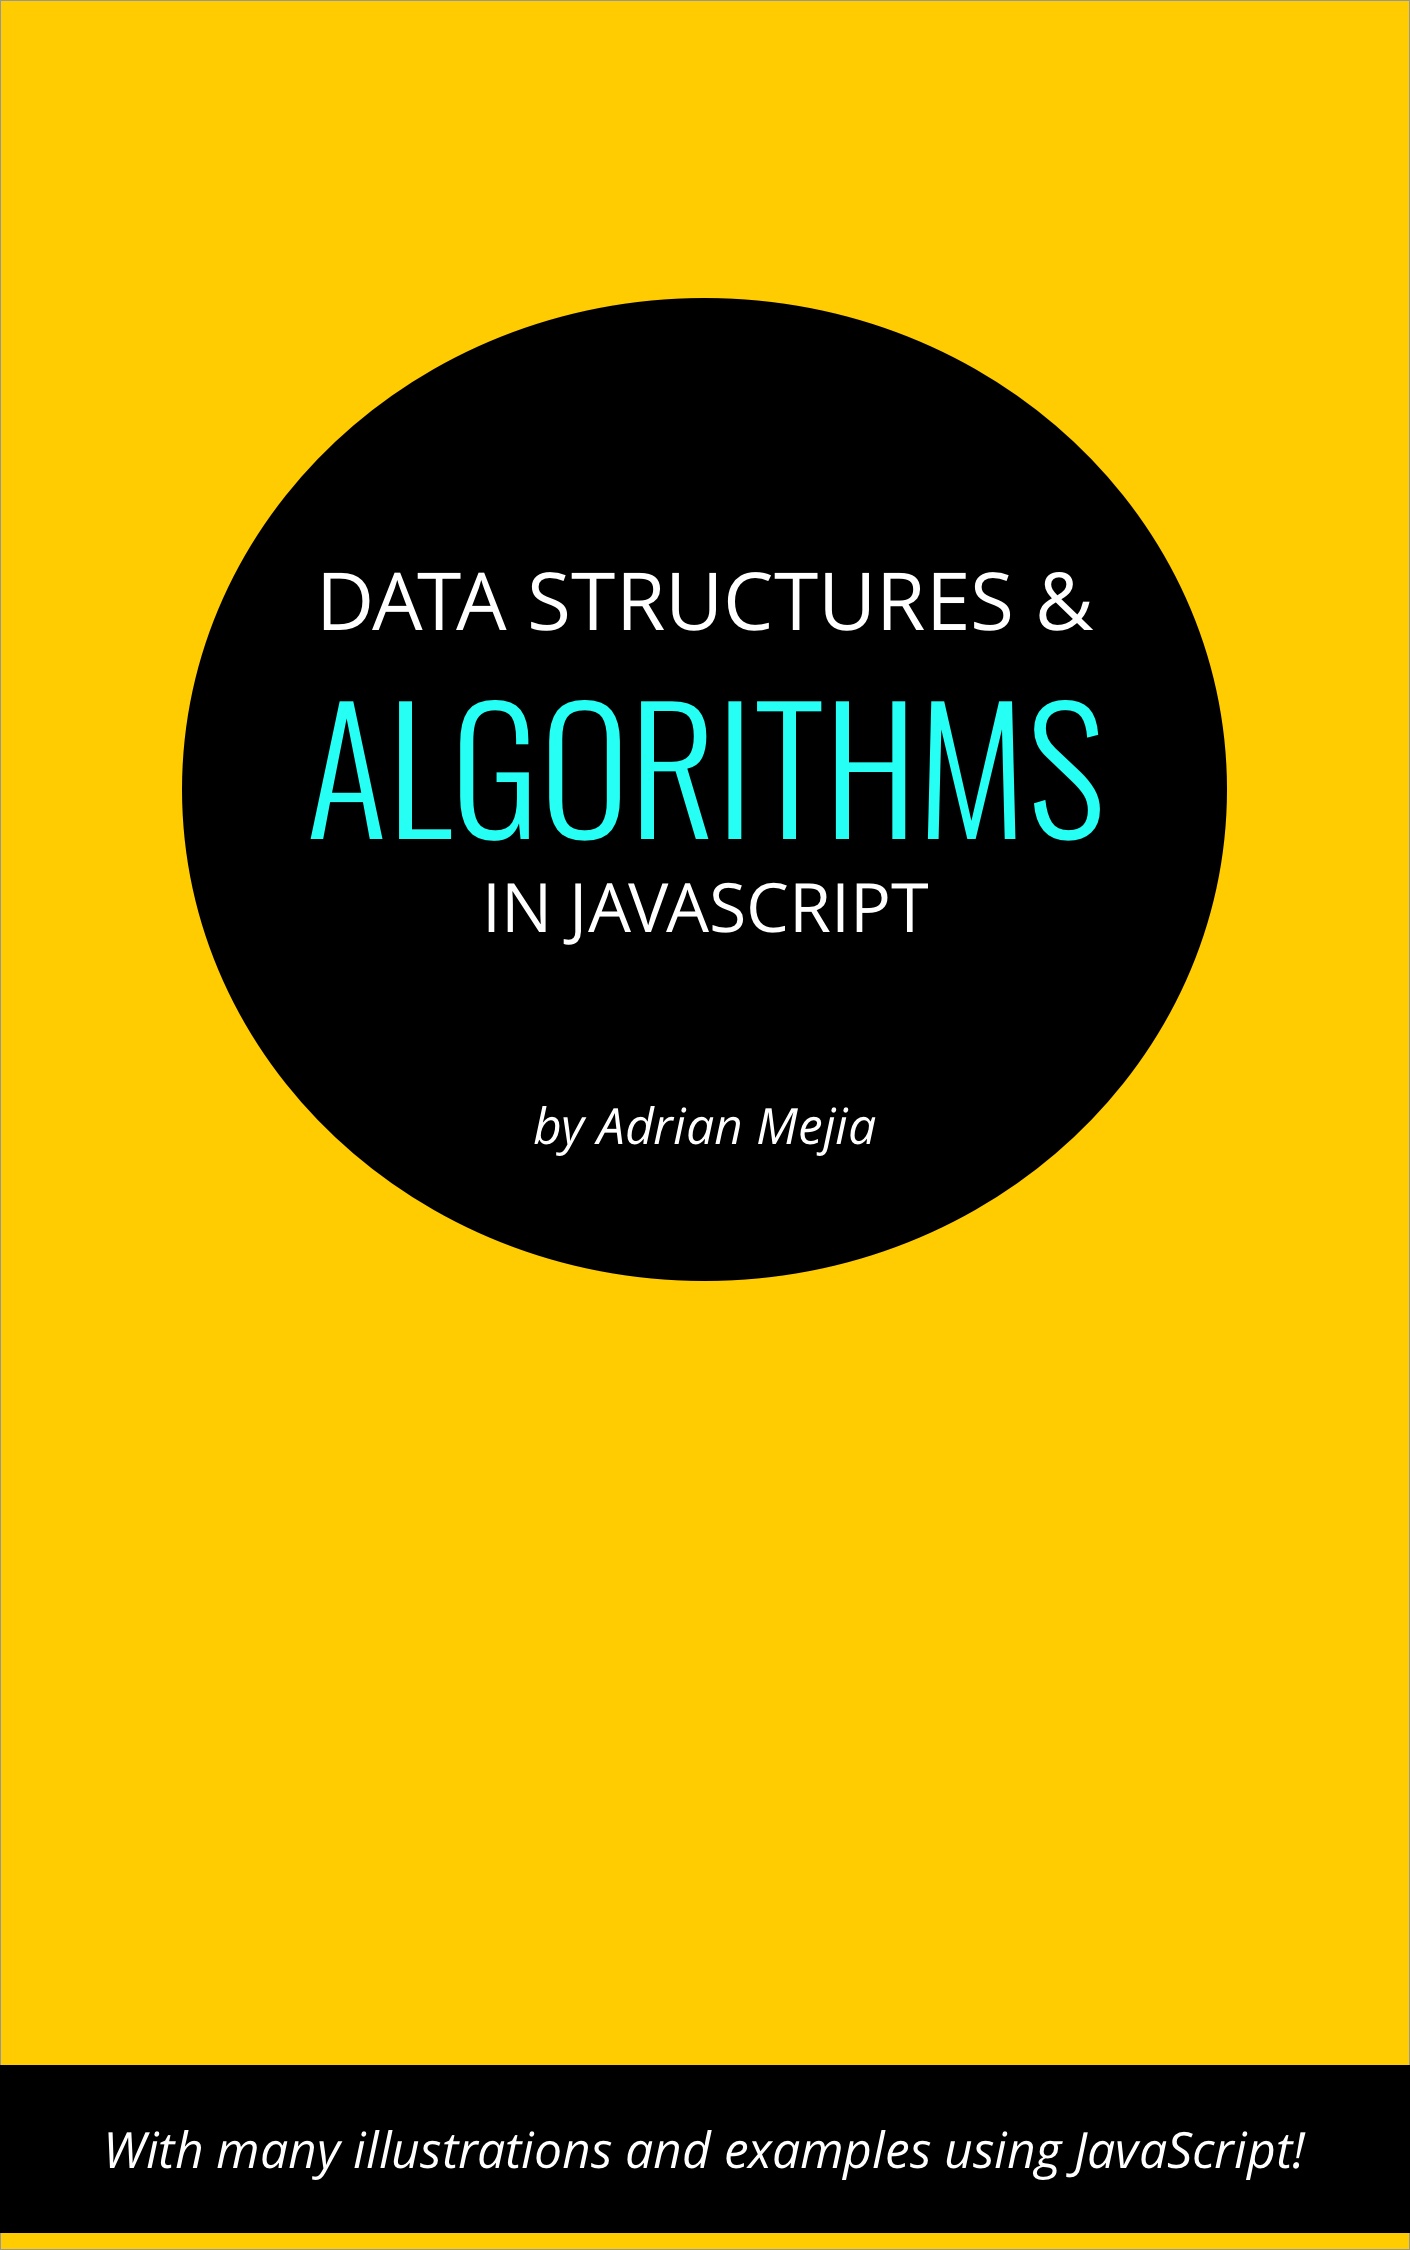 DATA STRUCTURES &
ALGORITHMS
IN JAVASCRIPT
by Adrian Mejia
With many illustrations and examples using JavaScript!